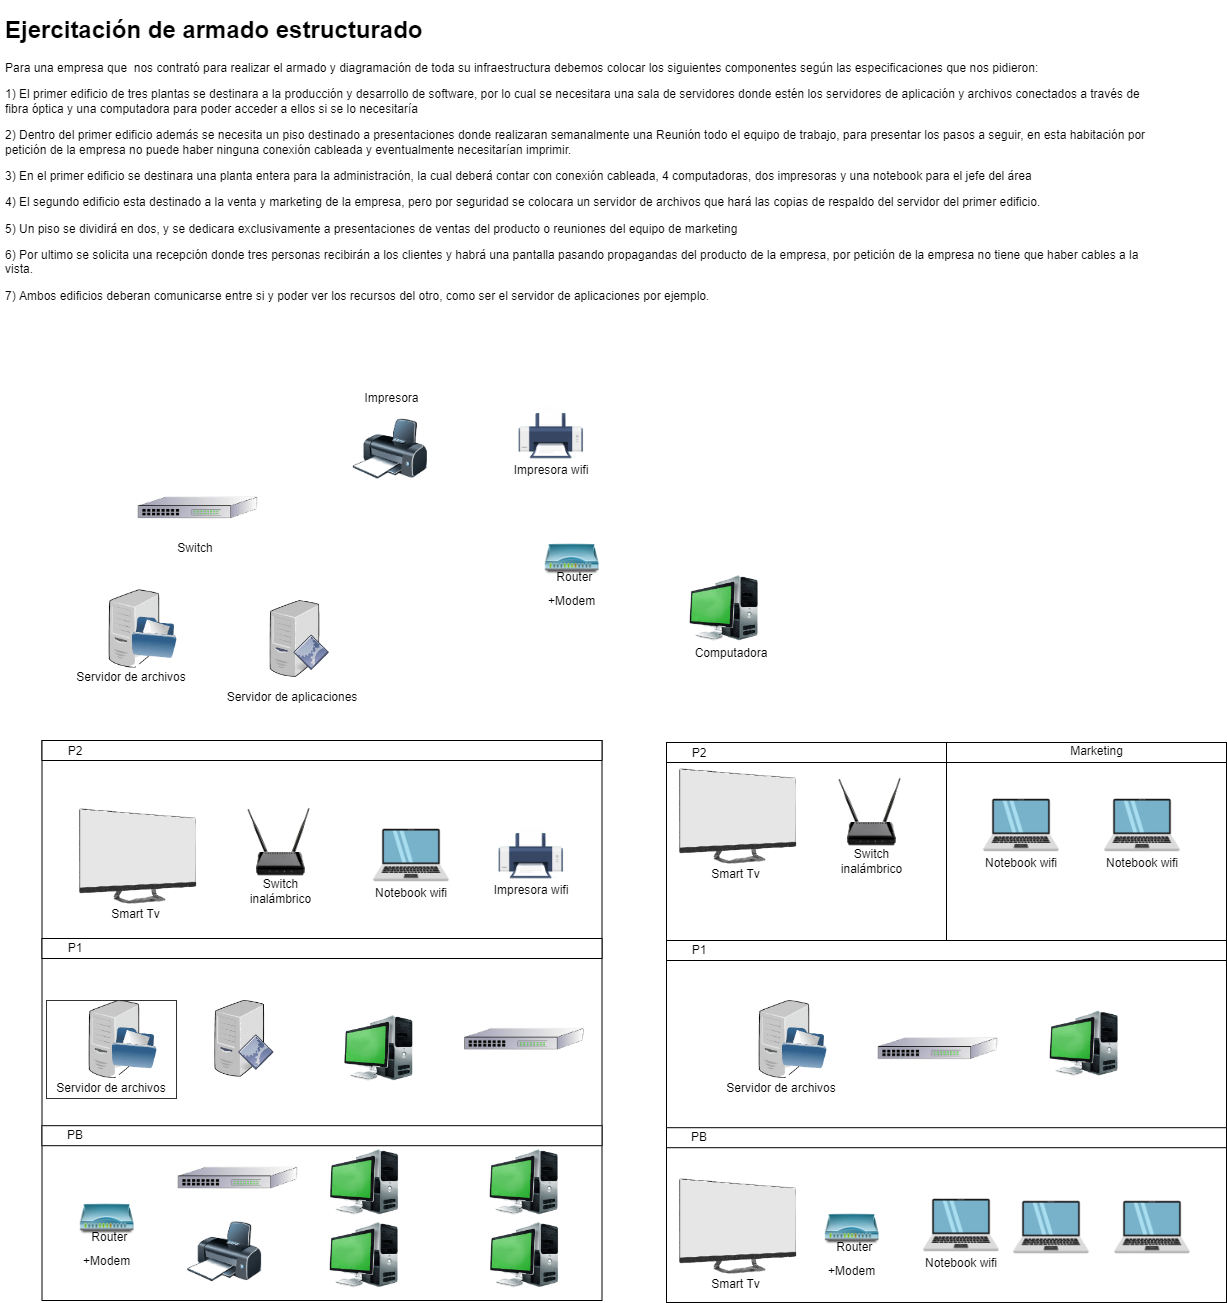 Ejercitación de armado estructurado
Para una empresa que  nos contrató para realizar el armado y diagramación de toda su infraestructura debemos colocar los siguientes componentes según las especificaciones que nos pidieron:
1) El primer edificio de tres plantas se destinara a la producción y desarrollo de software, por lo cual se necesitara una sala de servidores donde estén los servidores de aplicación y archivos conectados a través de
fibra óptica y una computadora para poder acceder a ellos si se lo necesitaría
2) Dentro del primer edificio además se necesita un piso destinado a presentaciones donde realizaran semanalmente una Reunión todo el equipo de trabajo, para presentar los pasos a seguir, en esta habitación por
petición de la empresa no puede haber ninguna conexión cableada y eventualmente necesitarían imprimir.
3) En el primer edificio se destinara una planta entera para la administración, la cual deberá contar con conexión cableada, 4 computadoras, dos impresoras y una notebook para el jefe del área
4) El segundo edificio esta destinado a la venta y marketing de la empresa, pero por seguridad se colocara un servidor de archivos que hará las copias de respaldo del servidor del primer edificio.
5) Un piso se dividirá en dos, y se dedicara exclusivamente a presentaciones de ventas del producto o reuniones del equipo de marketing
6) Por ultimo se solicita una recepción donde tres personas recibirán a los clientes y habrá una pantalla pasando propagandas del producto de la empresa, por petición de la empresa no tiene que haber cables a la
vista.
7) Ambos edificios deberan comunicarse entre si y poder ver los recursos del otro, como ser el servidor de aplicaciones por ejemplo.
Impresora
Impresora wifi
Switch
Router
+Modem
Computadora
Servidor de archivos
Servidor de aplicaciones
P2
Smart Tv
Switch
inalámbrico
Notebook wifi
Impresora wifi
P1
Servidor de archivos
PB
Router
+Modem
P2
Marketing
Smart Tv
Switch
inalámbrico
Notebook wifi
Notebook wifi
P1
Servidor de archivos
PB
Smart Tv
Router
+Modem
Notebook wifi